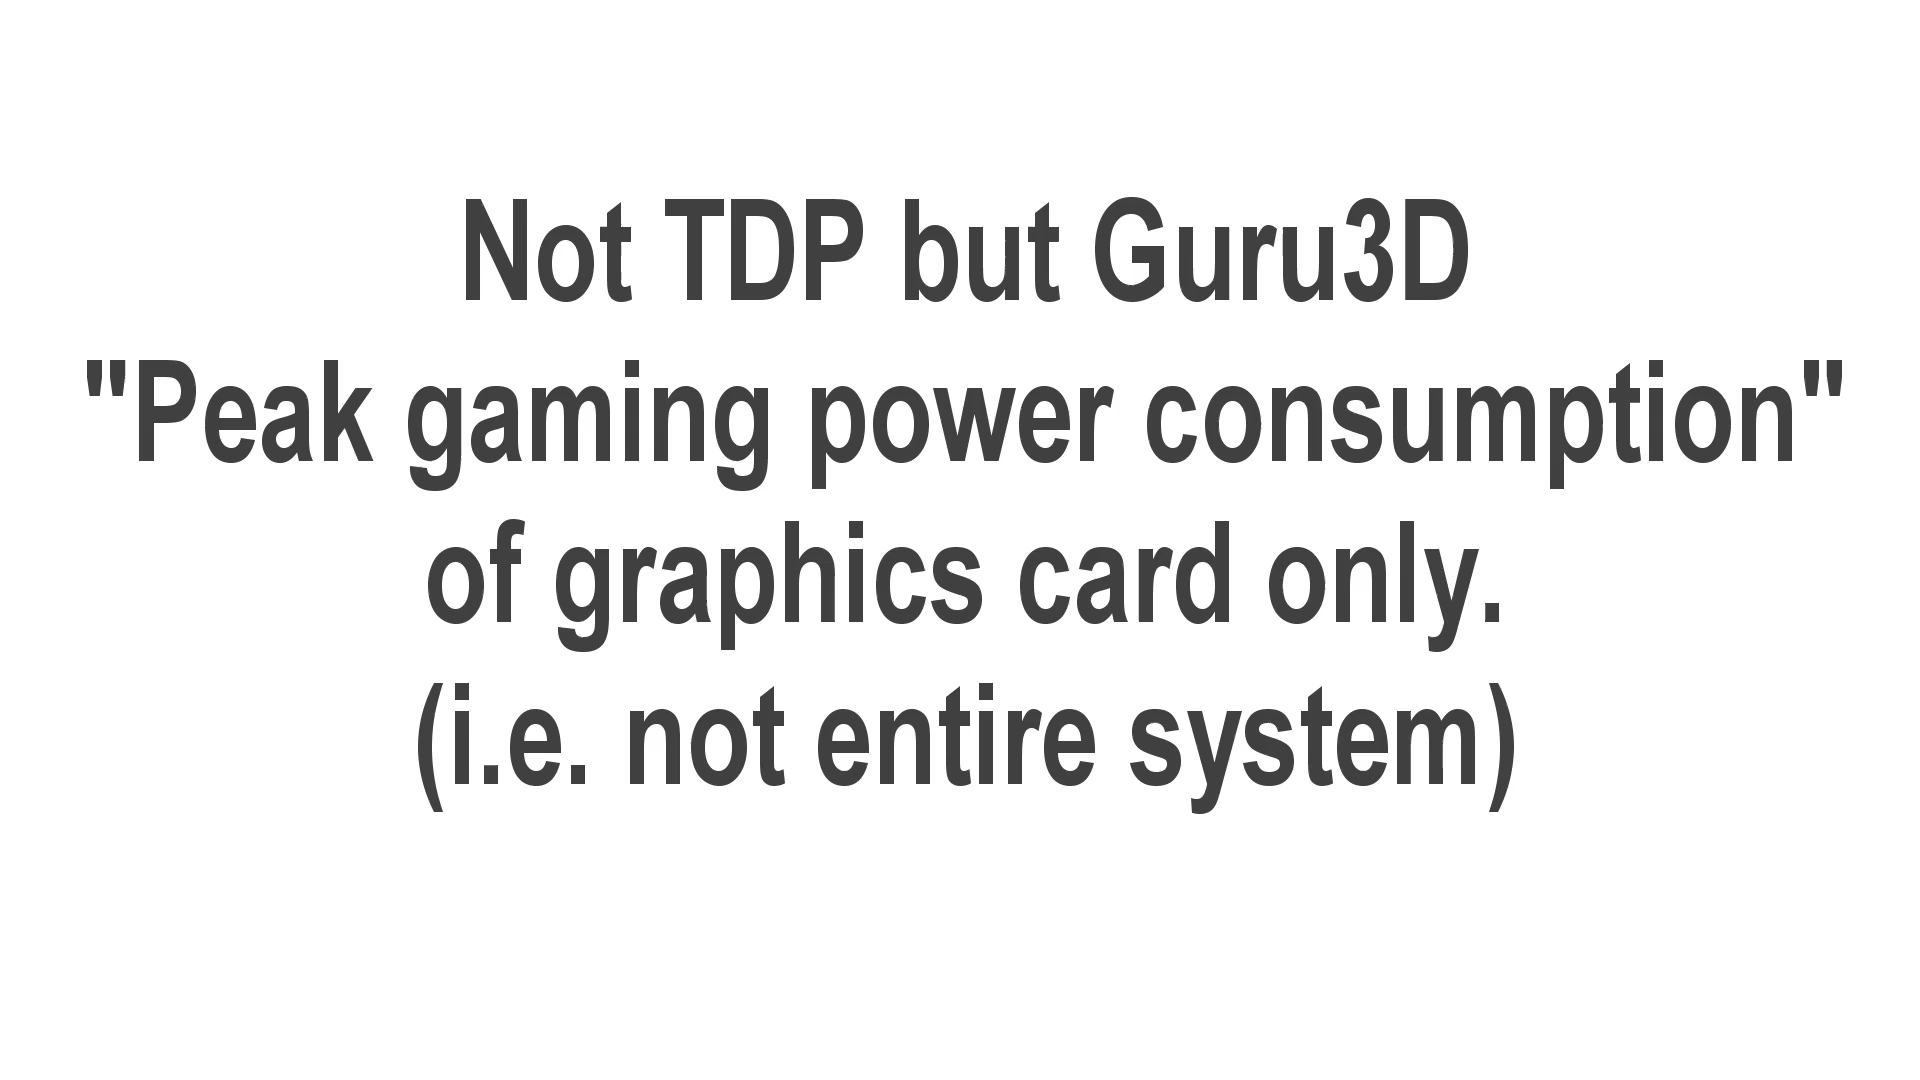 Not TDP but Guru3D
"Peak gaming power consumption"
of graphics card only.
(i.e. not entire system)